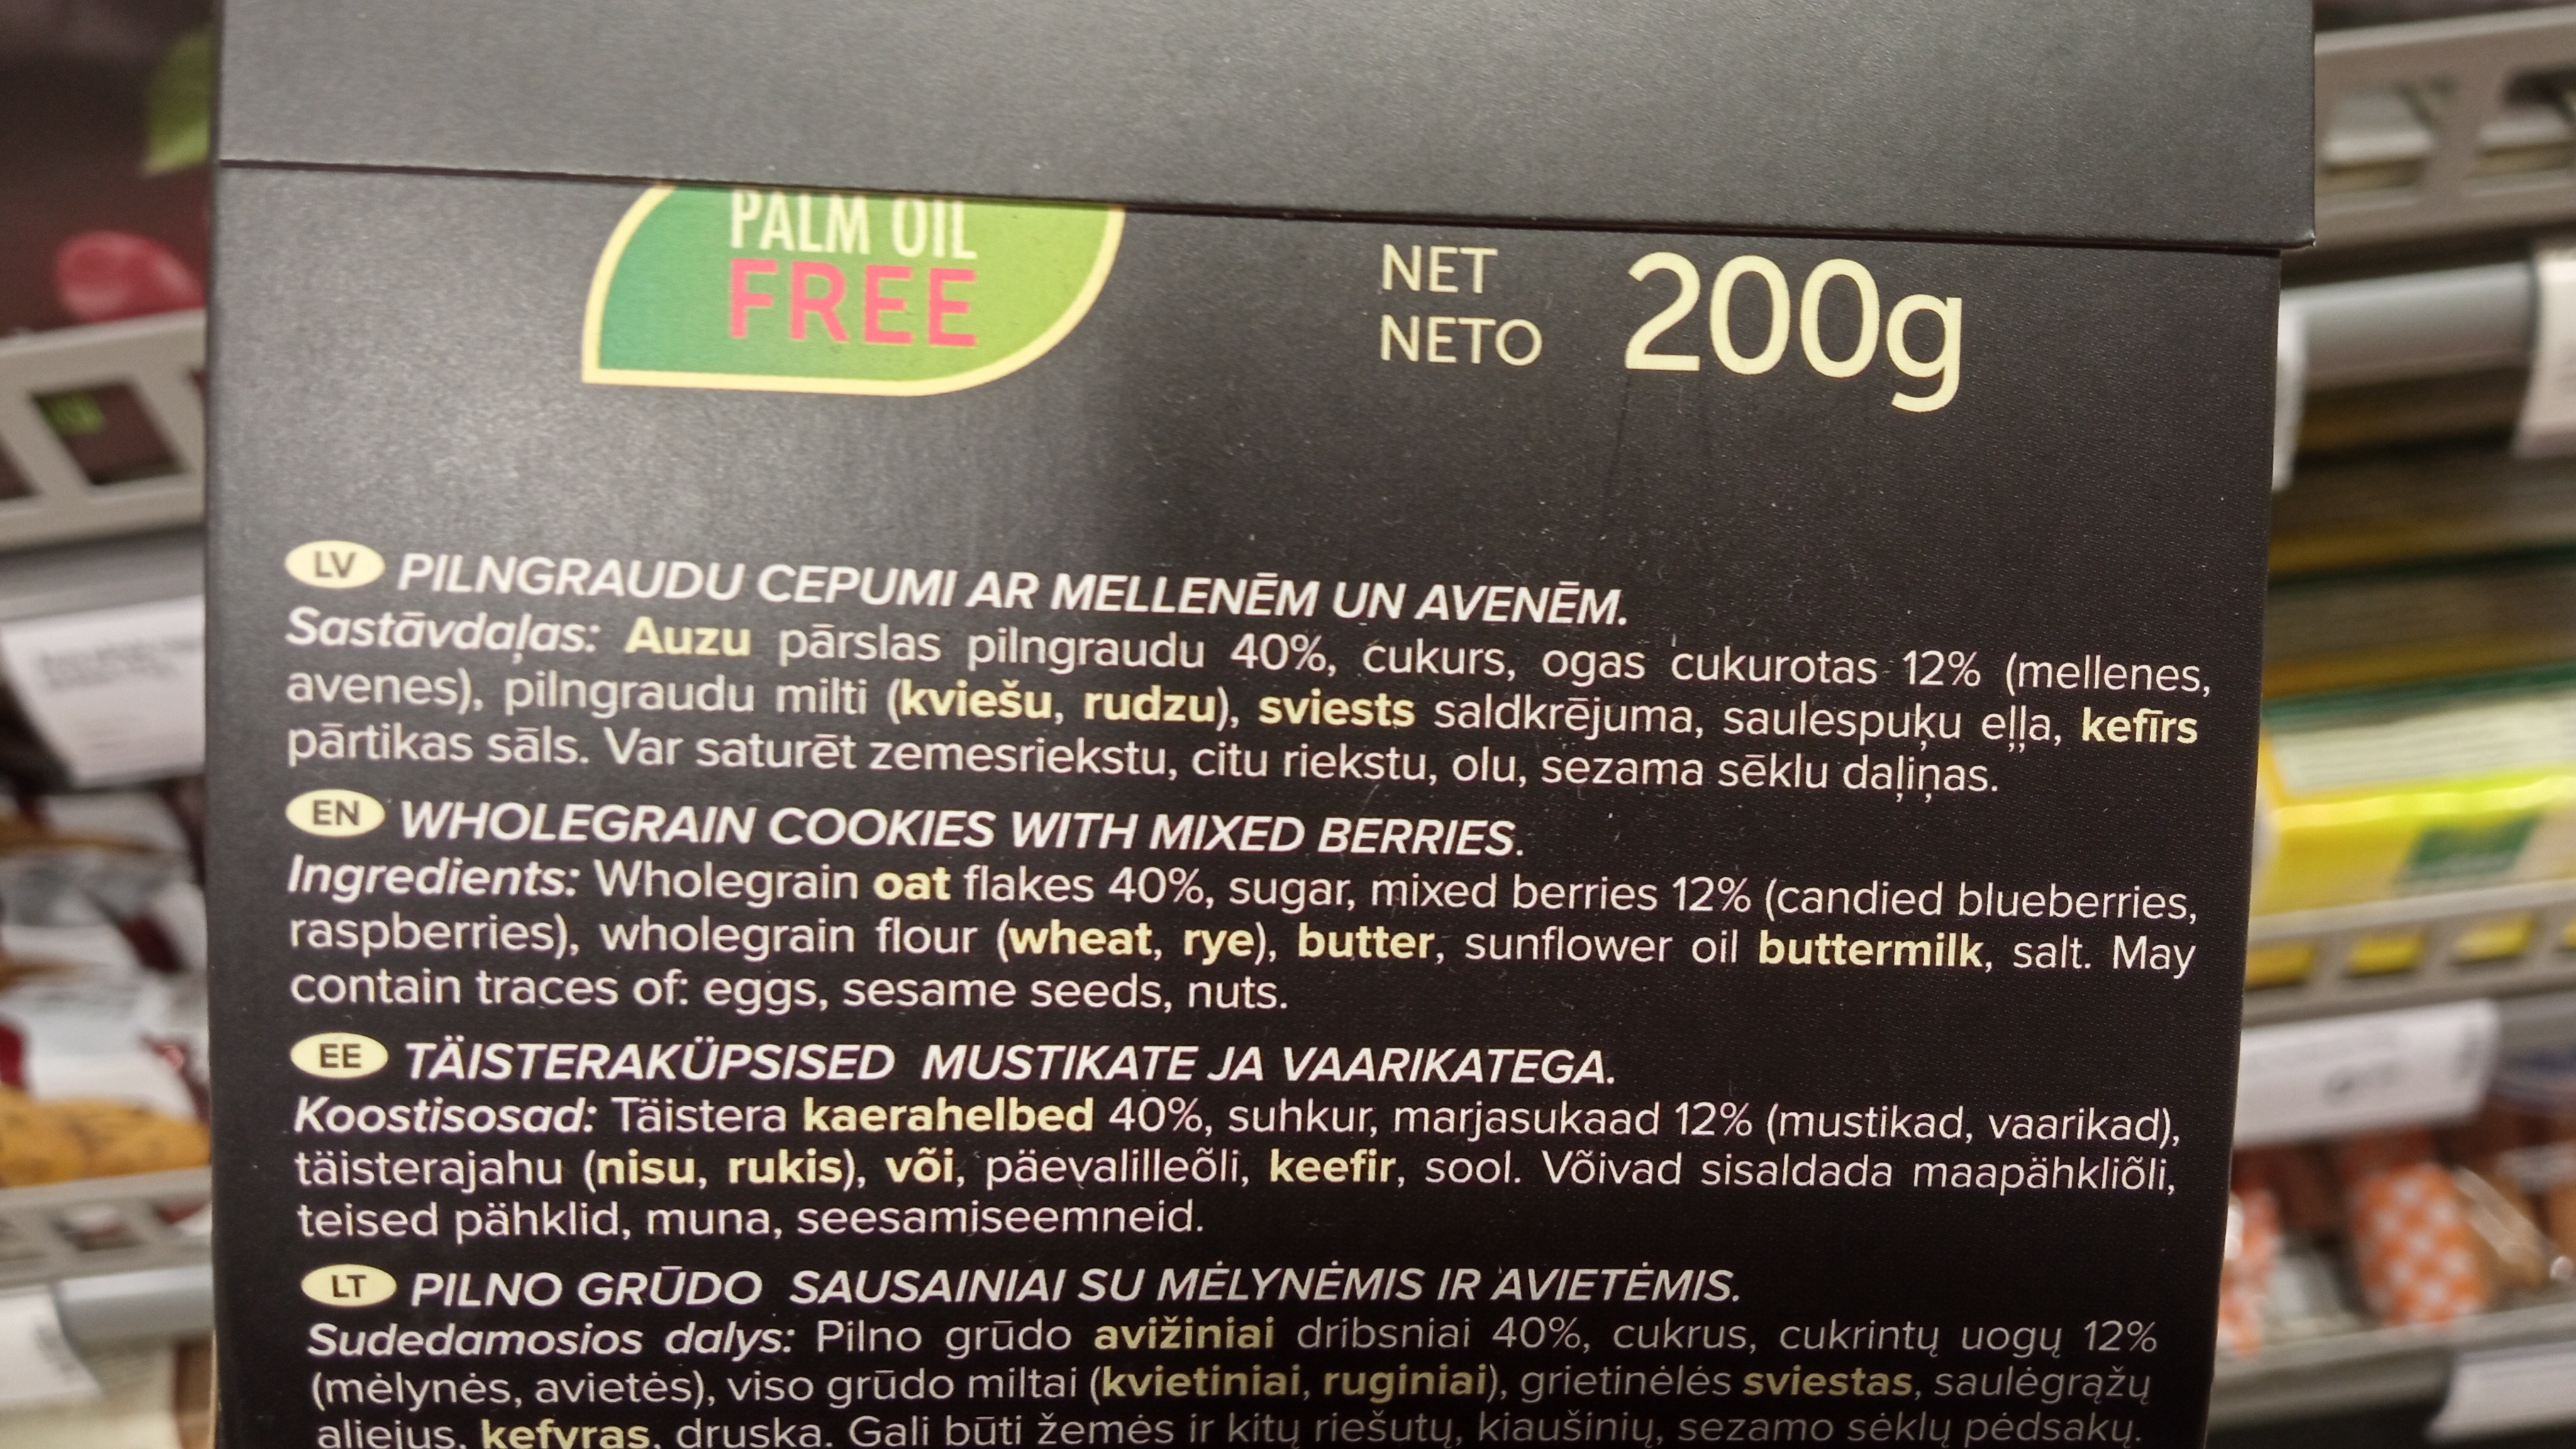 PALM OIL
FREE
NET
NETO
200g
LV PILNGRAUDU CEPUMI AR MELLENĒM UN AVENĒM.
Sastāvdaļas: Auzu pārslas pilngraudu 40%, cukurs, ogas cukurotas 12% (mellenes,
avenes), pilngraudu milti (kviešu, rudzu), sviests saldkrējuma, saulespuķu eļļa, kefīrs
pārtikas sāls. Var saturēt zemesriekstu, citu riekstu, olu, sezama sēklu daļiņas.
EN WHOLEGRAIN COOKIES WITH MIXED BERRIES.
Ingredients: Wholegrain oat flakes 40%, sugar, mixed berries 12% (candied blueberries,
raspberries), wholegrain flour (wheat, rye), butter, sunflower oil buttermilk, salt. May
contain traces of: eggs, sesame seeds, nuts.
EE TÄISTERAKÜPSISED MUSTIKATE JA VAARIKATEGA.
Koostisosad: Täistera kaerahelbed 40%, suhkur, marjasukaad 12% (mustikad, vaarikad),
täisterajahu (nisu, rukis), või, päevalilleõli, keefir, sool. Võivad sisaldada maapähkliõli,
teised pähklid, muna, seesamiseemneid.
LT PILNO GRŪDO SAUSAINIAI SU MĖLYNĖMIS IR AVIETĖMIS.
Sudedamosios dalys: Pilno grūdo avižiniai dribsniai 40%, cukrus, cukrintų uogų 12%
(mėlynės, avietės), viso grūdo miltai (kvietiniai, ruginiai), grietinėlės sviestas, saulėgrąžų
aliejus, kefyras, druska. Gali būti žemės ir kitų riešutų, kiaušinių, sezamo sėklų pėdsakų.